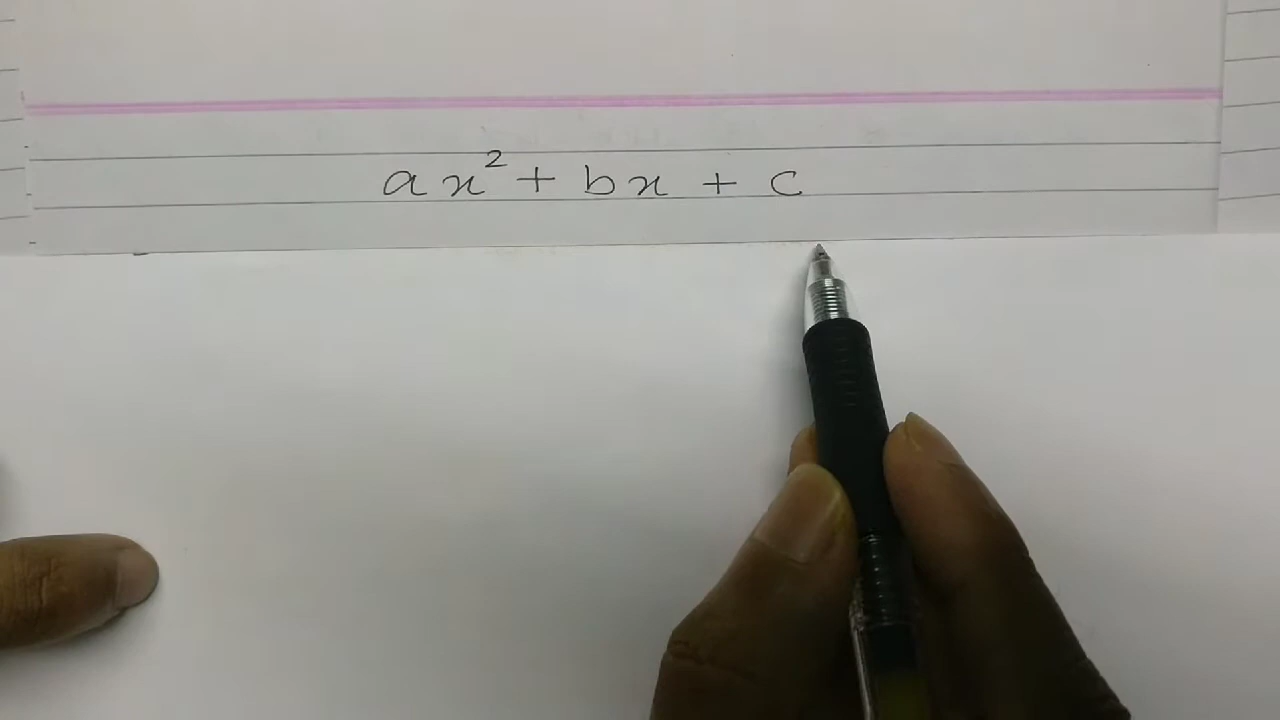 ax² + bx + c